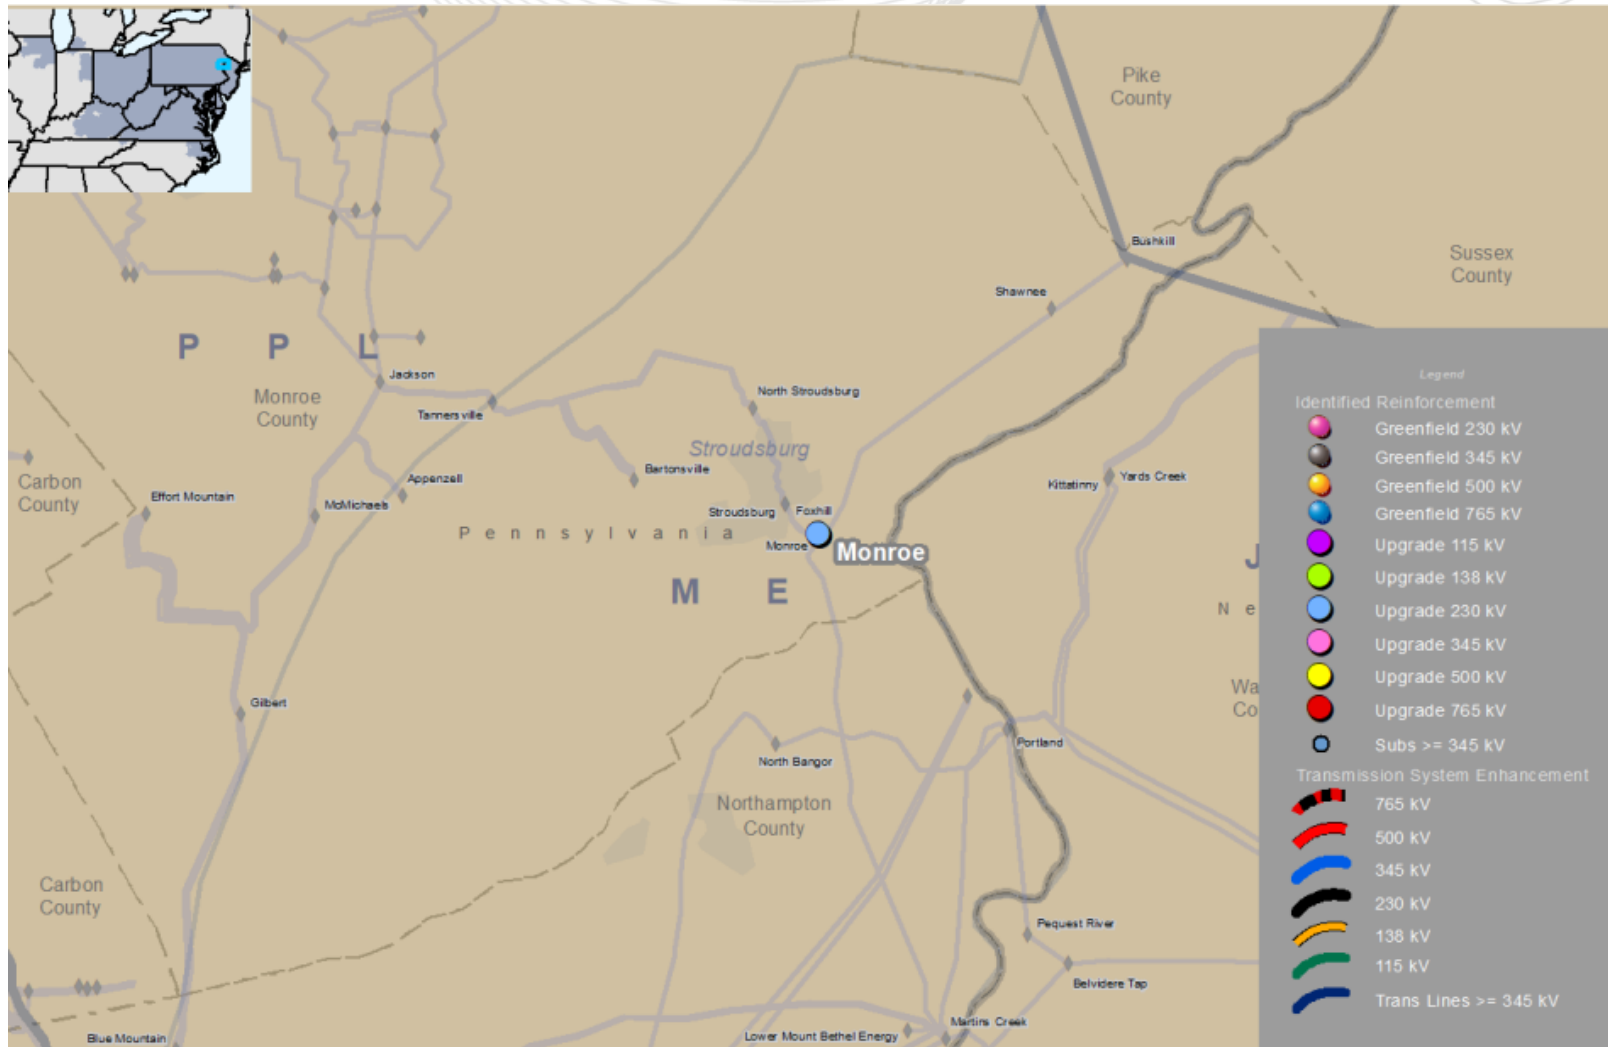 Pike
County
Bushkill
Sussex
County
Shawnee
P P L
Jackson
Monroe
County
Tannersville
North Stroudsburg
Stroudsburg
Bartonsville
Appenzell
Kittatinny
Yards Creek
Carbon
County
Effort Mountain
McMichaels
Stroudsburg
Foxhill
Pennsylvania
Monroe
Monroe
M E
J
Ne
Wa
Co
Gilbert
Portland
North Bangor
Northampton
County
Carbon
County
Pequest River
Belvidere Tap
Martins Creek
Lower Mount Bethel Energy
Blue Mountain
Legend
Identified Reinforcement
Greenfield 230 kV
Greenfield 345 kV
Greenfield 500 kV
Greenfield 765 kV
Upgrade 115 kV
Upgrade 138 kV
Upgrade 230 kV
Upgrade 345 kV
Upgrade 500 kV
Upgrade 765 kV
Subs >= 345 kV
Transmission System Enhancement
765 kV
500 kV
345 kV
230 kV
138 kV
115 kV
Trans Lines >= 345 kV